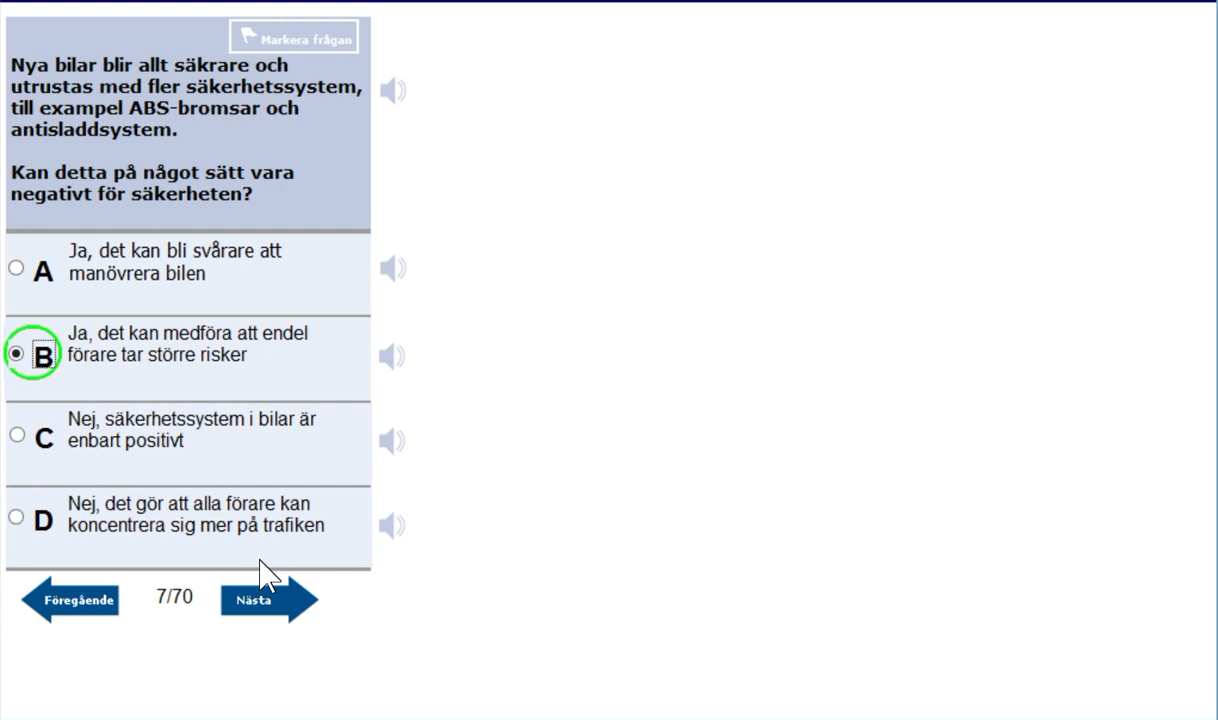 Markera frågan
Nya bilar blir allt säkrare och
utrustas med fler säkerhetssystem,
till exampel ABS-bromsar och
antisladdsystem.
Kan detta på något sätt vara
negativt för säkerheten?
A Ja, det kan bli svårare att
manövrera bilen
B Ja, det kan medföra att endel
förare tar större risker
C Nej, säkerhetssystem i bilar är
enbart positivt
D Nej, det gör att alla förare kan
koncentrera sig mer på trafiken
Föregående 7/70 Nästa